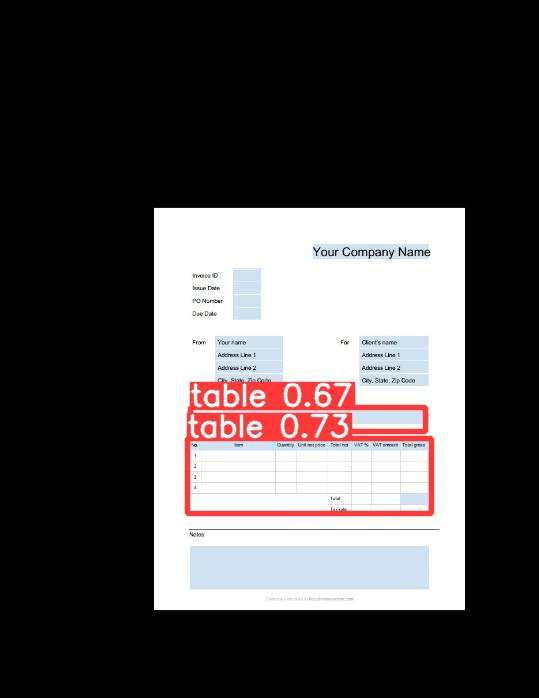 Your Company Name
Invoice ID
Issue Date
PO Number
Due Date
From Your name For Client's name
Address Line 1 Address Line 1
Address Line 2 Address Line 2
City, State, Zip Code City, State, Zip Code
table 0.67
table 0.73
No. Item Quantity Unit net price Total net VAT % VAT amount Total gross
1
2
3
4
Total
Tax rate
Notes